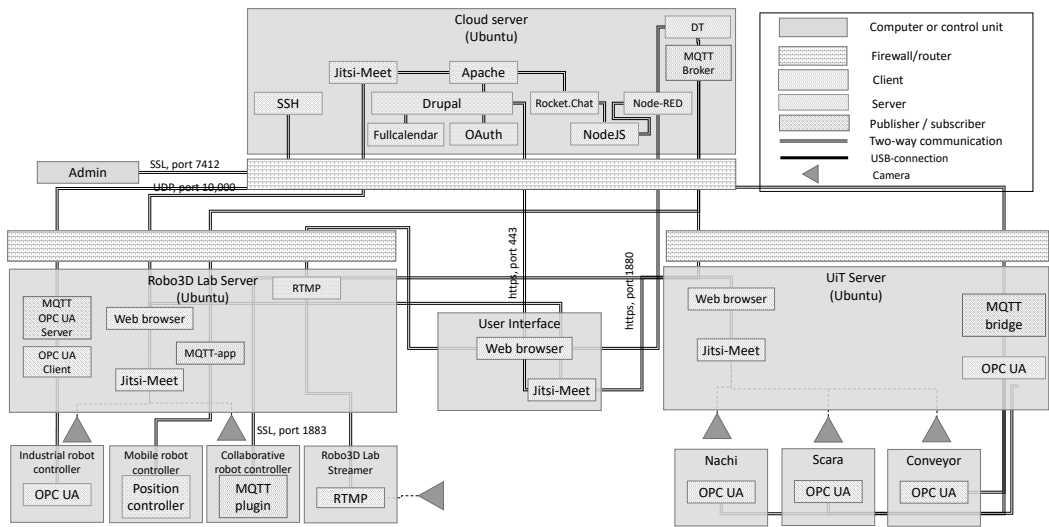 Cloud server
(Ubuntu)
DT
MQTT
Broker
Jitsi-Meet
Apache
SSH
Drupal
Rocket.Chat
Node-RED
Fullcalendar
OAuth
NodeJS
Computer or control unit
Firewall/router
Client
Server
Publisher / subscriber
Two-way communication
USB-connection
Camera
Admin
SSL, port 7412
UDP, port 10,000
https, port 443
https, port 1880
Robo3D Lab Server
(Ubuntu)
RTMP
MQTT
OPC UA
Server
Web browser
OPC UA
Client
MQTT-app
Jitsi-Meet
User Interface
Web browser
Jitsi-Meet
UiT Server
(Ubuntu)
Web browser
MQTT
bridge
Jitsi-Meet
OPC UA
SSL, port 1883
Industrial robot
controller
OPC UA
Mobile robot
controller
Position
controller
Collaborative
robot controller
MQTT
plugin
Robo3D Lab
Streamer
RTMP
Nachi
OPC UA
Scara
OPC UA
Conveyor
OPC UA